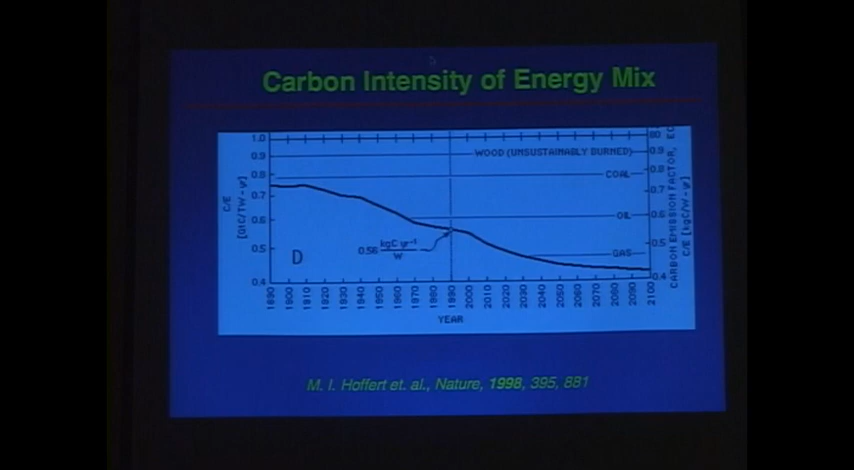 Carbon Intensity of Energy Mix
1.0
0.9
0.8
0.7
0.6
0.5
0.4
C/E
[GtC/TW - yr]
WOOD (UNSUSTAINABLY BURNED)
COAL
OIL
GAS
0.56 kgC yr⁻¹
W
D
0.9
0.8
0.7
0.6
0.5
0.4
CARBON EMISSION FACTOR,
C/E [kgC/W - yr]
1890 1900 1910 1920 1930 1940 1950 1960 1970 1980 1990 2000 2010 2020 2030 2040 2050 2060 2070 2080 2090 2100
YEAR
M. I. Hoffert et. al., Nature, 1998, 395, 881